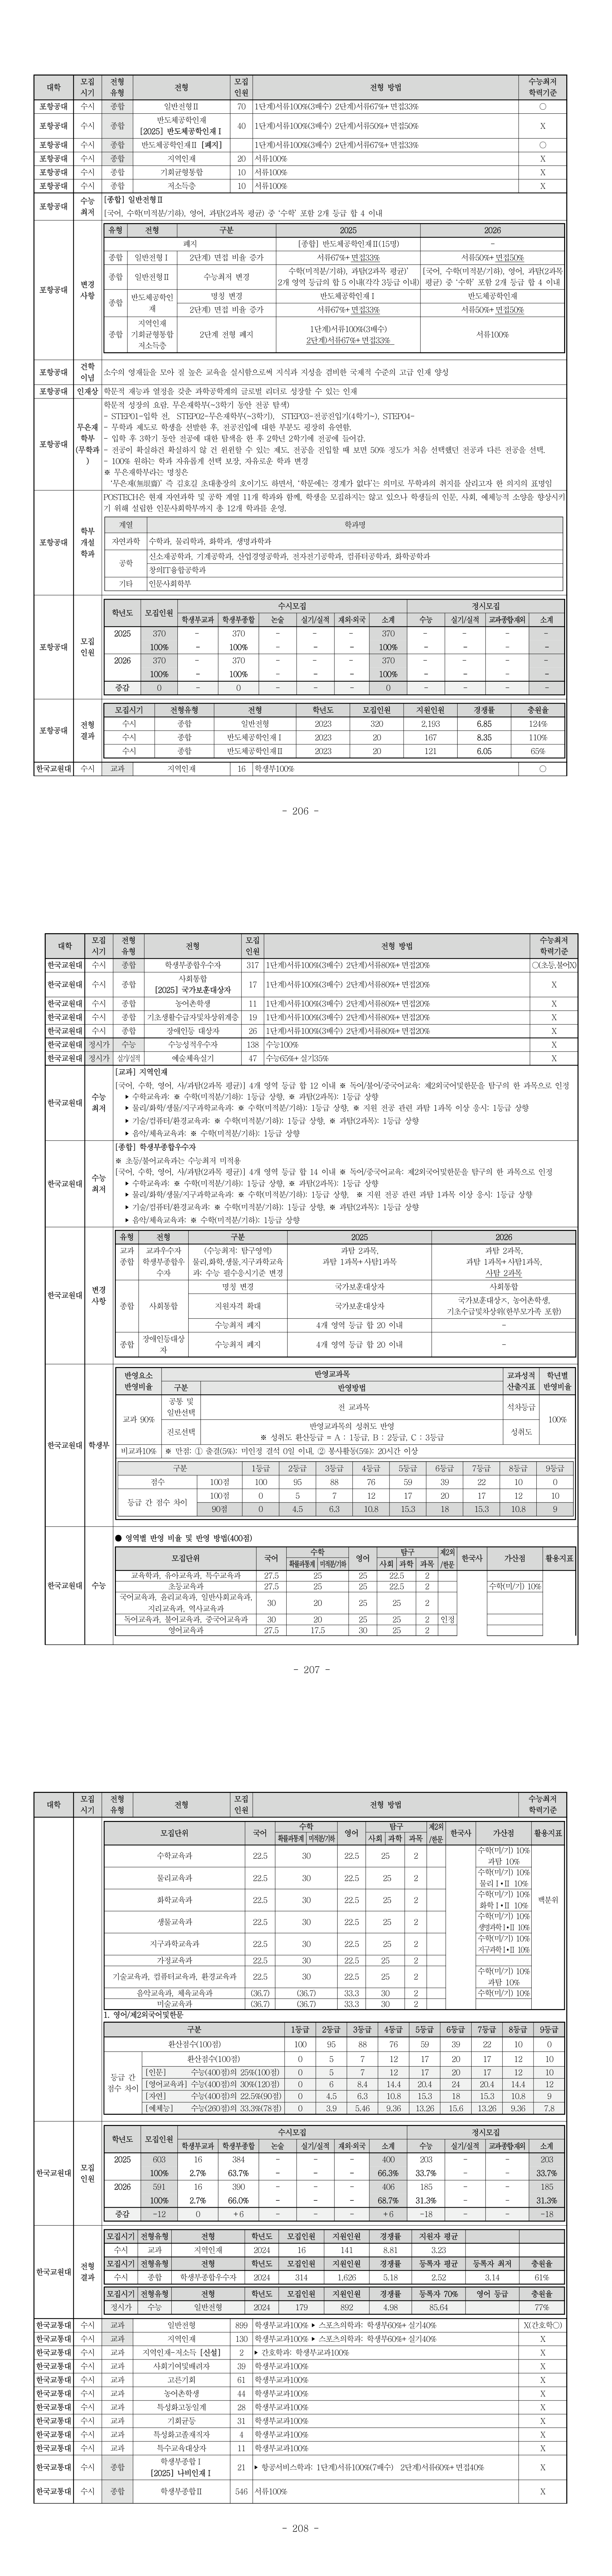 대학 모집시기 전형유형 전형 모집인원 전형 방법 수능최저학력기준
포항공대 수시 종합 일반전형Ⅱ 70 1단계)서류100%(3배수) 2단계)서류67%+면접33% ○
포항공대 수시 종합 반도체공학인재 [2025] 반도체공학인재Ⅰ 40 1단계)서류100%(3배수) 2단계)서류50%+면접50% X
포항공대 수시 종합 반도체공학인재Ⅱ [폐지] 1단계)서류100%(3배수) 2단계)서류67%+면접33% ○
포항공대 수시 종합 지역인재 20 서류100% X
포항공대 수시 종합 기회균형통합 10 서류100% X
포항공대 수시 종합 저소득층 10 서류100% X
포항공대 수능최저 [종합] 일반전형Ⅱ
[국어, 수학(미적분/기하), 영어, 과탐(2과목 평균) 중 '수학' 포함 2개 등급 합 4 이내
포항공대 변경사항
유형 전형 구분 2025 2026
폐지 [종합] 반도체공학인재Ⅱ(15명) -
종합 일반전형Ⅰ 2단계) 면접 비율 증가 서류67%+면접33% 서류50%+면접50%
종합 일반전형Ⅱ 수능최저 변경 수학(미적분/기하), 과탐(2과목 평균)' 2개 영역 등급의 합 5 이내(각각 3등급 이내) [국어, 수학(미적분/기하), 영어, 과탐(2과목 평균) 중 '수학' 포함 2개 등급 합 4 이내
종합 반도체공학인재 명칭 변경 반도체공학인재Ⅰ 반도체공학인재
2단계) 면접 비율 증가 서류67%+면접33% 서류50%+면접50%
종합 지역인재 기회균형통합 저소득층 2단계 전형 폐지 1단계)서류100%(3배수) 2단계)서류67%+면접33% 서류100%
포항공대 건학이념 소수의 영재들을 모아 질 높은 교육을 실시함으로써 지식과 지성을 겸비한 국제적 수준의 고급 인재 양성
포항공대 인재상 학문적 재능과 열정을 갖춘 과학공학계의 글로벌 리더로 성장할 수 있는 인재
포항공대 무은재학부(무학과)
학문적 성장의 요람, 무은재학부(~3학기 동안 전공 탐색)
- STEP01-입학 전, STEP02-무은재학부(~3학기), STEP03-전공진입기(4학기~), STEP04-
- 무학과 제도로 학생을 선발한 후, 전공진입에 대한 부분도 굉장히 유연함.
- 입학 후 3학기 동안 전공에 대한 탐색을 한 후 2학년 2학기에 전공에 들어감.
- 전공이 확실하건 확실하지 않 건 원원할 수 있는 제도. 전공을 진입할 때 보면 50% 정도가 처음 선택했던 전공과 다른 전공을 선택.
- 100% 원하는 학과 자유롭게 선택 보장, 자유로운 학과 변경
※ 무은재학부라는 명칭은
'무은재(無垠齋)' 즉 김호길 초대총장의 호이기도 하면서, '학문에는 경계가 없다'는 의미로 무학과의 취지를 살리고자 한 의지의 표명임
포항공대 학부개설학과
POSTECH은 현재 자연과학 및 공학 계열 11개 학과와 함께, 학생을 모집하지는 않고 있으나 학생들의 인문, 사회, 예체능적 소양을 향상시키기 위해 설립한 인문사회학부까지 총 12개 학과를 운영.
계열 학과명
자연과학 수학과, 물리학과, 화학과, 생명과학과
공학 신소재공학과, 기계공학과, 산업경영공학과, 전자전기공학과, 컴퓨터공학과, 화학공학과
창의IT융합공학과
기타 인문사회학부
포항공대 모집인원
학년도 모집인원 수시모집 정시모집
학생부교과 학생부종합 논술 실기/실적 재외·외국 소계 수능 실기/실적 교과종합/재외 소계
2025 370 - 370 - - - 370 - - - -
100% - 100% - - - 100% - - - -
2026 370 - 370 - - - 370 - - - -
100% - 100% - - - 100% - - - -
증감 0 - 0 - - - 0 - - - -
포항공대 전형결과
모집시기 전형유형 전형 학년도 모집인원 지원인원 경쟁률 충원율
수시 종합 일반전형 2023 320 2,193 6.85 124%
수시 종합 반도체공학인재Ⅰ 2023 20 167 8.35 110%
수시 종합 반도체공학인재Ⅱ 2023 20 121 6.05 65%
한국교원대 수시 교과 지역인재 16 학생부100% ○
- 206 -
대학 모집시기 전형유형 전형 모집인원 전형 방법 수능최저학력기준
한국교원대 수시 종합 학생부종합우수자 317 1단계)서류100%(3배수) 2단계)서류80%+면접20% ○(초등,불어X)
한국교원대 수시 종합 사회통합 [2025] 국가보훈대상자 17 1단계)서류100%(3배수) 2단계)서류80%+면접20% X
한국교원대 수시 종합 농어촌학생 11 1단계)서류100%(3배수) 2단계)서류80%+면접20% X
한국교원대 수시 종합 기초생활수급자및차상위계층 19 1단계)서류100%(3배수) 2단계)서류80%+면접20% X
한국교원대 수시 종합 장애인등 대상자 26 1단계)서류100%(3배수) 2단계)서류80%+면접20% X
한국교원대 정시가 수능 수능성적우수자 138 수능100% X
한국교원대 정시가 실기/실적 예술체육실기 47 수능65%+실기35% X
한국교원대 수능최저 [교과] 지역인재
[국어, 수학, 영어, 사/과탐(2과목 평균)] 4개 영역 등급 합 12 이내 ※ 독어/불어/중국어교육: 제2외국어및한문을 탐구의 한 과목으로 인정
▸ 수학교육과: ※ 수학(미적분/기하): 1등급 상향, ※ 과탐(2과목): 1등급 상향
▸ 물리/화학/생물/지구과학교육과: ※ 수학(미적분/기하): 1등급 상향, ※ 지원 전공 관련 과탐 1과목 이상 응시: 1등급 상향
▸ 기술/컴퓨터/환경교육과: ※ 수학(미적분/기하): 1등급 상향, ※ 과탐(2과목): 1등급 상향
▸ 음악/체육교육과: ※ 수학(미적분/기하): 1등급 상향
한국교원대 수능최저 [종합] 학생부종합우수자
※ 초등/불어교육과는 수능최저 미적용
[국어, 수학, 영어, 사/과탐(2과목 평균)] 4개 영역 등급 합 14 이내 ※ 독어/중국어교육: 제2외국어및한문을 탐구의 한 과목으로 인정
▸ 수학교육과: ※ 수학(미적분/기하): 1등급 상향, ※ 과탐(2과목): 1등급 상향
▸ 물리/화학/생물/지구과학교육과: ※ 수학(미적분/기하): 1등급 상향, ※ 지원 전공 관련 과탐 1과목 이상 응시: 1등급 상향
▸ 기술/컴퓨터/환경교육과: ※ 수학(미적분/기하): 1등급 상향, ※ 과탐(2과목): 1등급 상향
▸ 음악/체육교육과: ※ 수학(미적분/기하): 1등급 상향
한국교원대 변경사항
유형 전형 구분 2025 2026
교과 종합 교과우수자 학생부종합우수자 (수능최저: 탐구영역) 물리,화학,생물,지구과학교육과: 수능 필수응시기준 변경 과탐 2과목, 과탐 1과목+사탐1과목 과탐 2과목, 과탐 1과목+사탐1과목, 사탐 2과목
종합 사회통합 명칭 변경 국가보훈대상자 사회통합
지원자격 확대 국가보훈대상자 국가보훈대상자×, 농어촌학생, 기초수급및차상위(한부모가족 포함)
수능최저 폐지 4개 영역 등급 합 20 이내 -
종합 장애인등대상자 수능최저 폐지 4개 영역 등급 합 20 이내 -
한국교원대 학생부
반영요소 반영비율 반영교과목 교과성적 산출지표 학년별 반영비율
구분 반영방법
교과 90% 공통 및 일반선택 전 교과목 석차등급 100%
진로선택 반영교과목의 성취도 반영 ※ 성취도 환산등급 = A : 1등급, B : 2등급, C : 3등급 성취도
비교과10% ※ 만점: ① 출결(5%): 미인정 결석 0일 이내, ② 봉사활동(5%): 20시간 이상
구분 1등급 2등급 3등급 4등급 5등급 6등급 7등급 8등급 9등급
점수 100점 100 95 88 76 59 39 22 10 0
등급 간 점수 차이 100점 0 5 7 12 17 20 17 12 10
90점 0 4.5 6.3 10.8 15.3 18 15.3 10.8 9
한국교원대 수능
● 영역별 반영 비율 및 반영 방법(400점)
모집단위 국어 수학 영어 탐구 제2외/한문 한국사 가산점 활용지표
확률과통계 미적분/기하 사회 과학 과목
교육학과, 유아교육과, 특수교육과 27.5 25 25 22.5 2
초등교육과 27.5 25 25 22.5 2 수학(미/기) 10%
국어교육과, 윤리교육과, 일반사회교육과, 지리교육과, 역사교육과 30 20 25 25 2
독어교육과, 불어교육과, 중국어교육과 30 20 25 25 2 인정
영어교육과 27.5 17.5 30 25 2
- 207 -
대학 모집시기 전형유형 전형 모집인원 전형 방법 수능최저학력기준
모집단위 국어 수학 영어 탐구 제2외/한문 한국사 가산점 활용지표
확률과통계 미적분/기하 사회 과학 과목
수학교육과 22.5 30 22.5 25 2 수학(미/기) 10% 과탐 10%
물리교육과 22.5 30 22.5 25 2 수학(미/기) 10% 물리Ⅰ•Ⅱ 10%
화학교육과 22.5 30 22.5 25 2 수학(미/기) 10% 화학Ⅰ•Ⅱ 10% 백분위
생물교육과 22.5 30 22.5 25 2 수학(미/기) 10% 생명과학Ⅰ•Ⅱ 10%
지구과학교육과 22.5 30 22.5 25 2 수학(미/기) 10% 지구과학Ⅰ•Ⅱ 10%
가정교육과 22.5 30 22.5 25 2
기술교육과, 컴퓨터교육과, 환경교육과 22.5 30 22.5 25 2 수학(미/기) 10% 과탐 10%
음악교육과, 체육교육과 (36.7) (36.7) 33.3 30 2 수학(미/기) 10%
미술교육과 (36.7) (36.7) 33.3 30 2
1. 영어/제2외국어및한문
구분 1등급 2등급 3등급 4등급 5등급 6등급 7등급 8등급 9등급
환산점수(100점) 100 95 88 76 59 39 22 10 0
등급 간 점수 차이 환산점수(100점) 0 5 7 12 17 20 17 12 10
[인문] 수능(400점)의 25%(100점) 0 5 7 12 17 20 17 12 10
[영어교육과] 수능(400점)의 30%(120점) 0 6 8.4 14.4 20.4 24 20.4 14.4 12
[자연] 수능(400점)의 22.5%(90점) 0 4.5 6.3 10.8 15.3 18 15.3 10.8 9
[예체능] 수능(260점)의 33.3%(78점) 0 3.9 5.46 9.36 13.26 15.6 13.26 9.36 7.8
한국교원대 모집인원
학년도 모집인원 수시모집 정시모집
학생부교과 학생부종합 논술 실기/실적 재외·외국 소계 수능 실기/실적 교과종합/재외 소계
2025 603 16 384 - - - 400 203 - - 203
100% 2.7% 63.7% - - - 66.3% 33.7% - - 33.7%
2026 591 16 390 - - - 406 185 - - 185
100% 2.7% 66.0% - - - 68.7% 31.3% - - 31.3%
증감 -12 0 +6 - - - +6 -18 - - -18
한국교원대 전형결과
모집시기 전형유형 전형 학년도 모집인원 지원인원 경쟁률 지원자 평균
수시 교과 지역인재 2024 16 141 8.81 3.23
모집시기 전형유형 전형 학년도 모집인원 지원인원 경쟁률 등록자 평균 등록자 최저 충원율
수시 종합 학생부종합우수자 2024 314 1,626 5.18 2.52 3.14 61%
모집시기 전형유형 전형 학년도 모집인원 지원인원 경쟁률 등록자 70% 영어 등급 충원율
정시가 수능 일반전형 2024 179 892 4.98 85.64 77%
한국교통대 수시 교과 일반전형 899 학생부교과100% ▸ 스포츠의학과: 학생부60%+실기40% X(간호학○)
한국교통대 수시 교과 지역인재 130 학생부교과100% ▸ 스포츠의학과: 학생부60%+실기40% X
한국교통대 수시 교과 지역인재-저소득 [신설] 2 ▸ 간호학과: 학생부교과100% X
한국교통대 수시 교과 사회기여및배려자 39 학생부교과100% X
한국교통대 수시 교과 고른기회 61 학생부교과100% X
한국교통대 수시 교과 농어촌학생 44 학생부교과100% X
한국교통대 수시 교과 특성화고동일계 28 학생부교과100% X
한국교통대 수시 교과 기회균등 31 학생부교과100% X
한국교통대 수시 교과 특성화고졸재직자 4 학생부교과100% X
한국교통대 수시 교과 특수교육대상자 11 학생부교과100% X
한국교통대 수시 종합 학생부종합Ⅰ [2025] 나비인재Ⅰ 21 ▸ 항공서비스학과: 1단계)서류100%(7배수) 2단계)서류60%+면접40% X
한국교통대 수시 종합 학생부종합Ⅱ 546 서류100% X
- 208 -